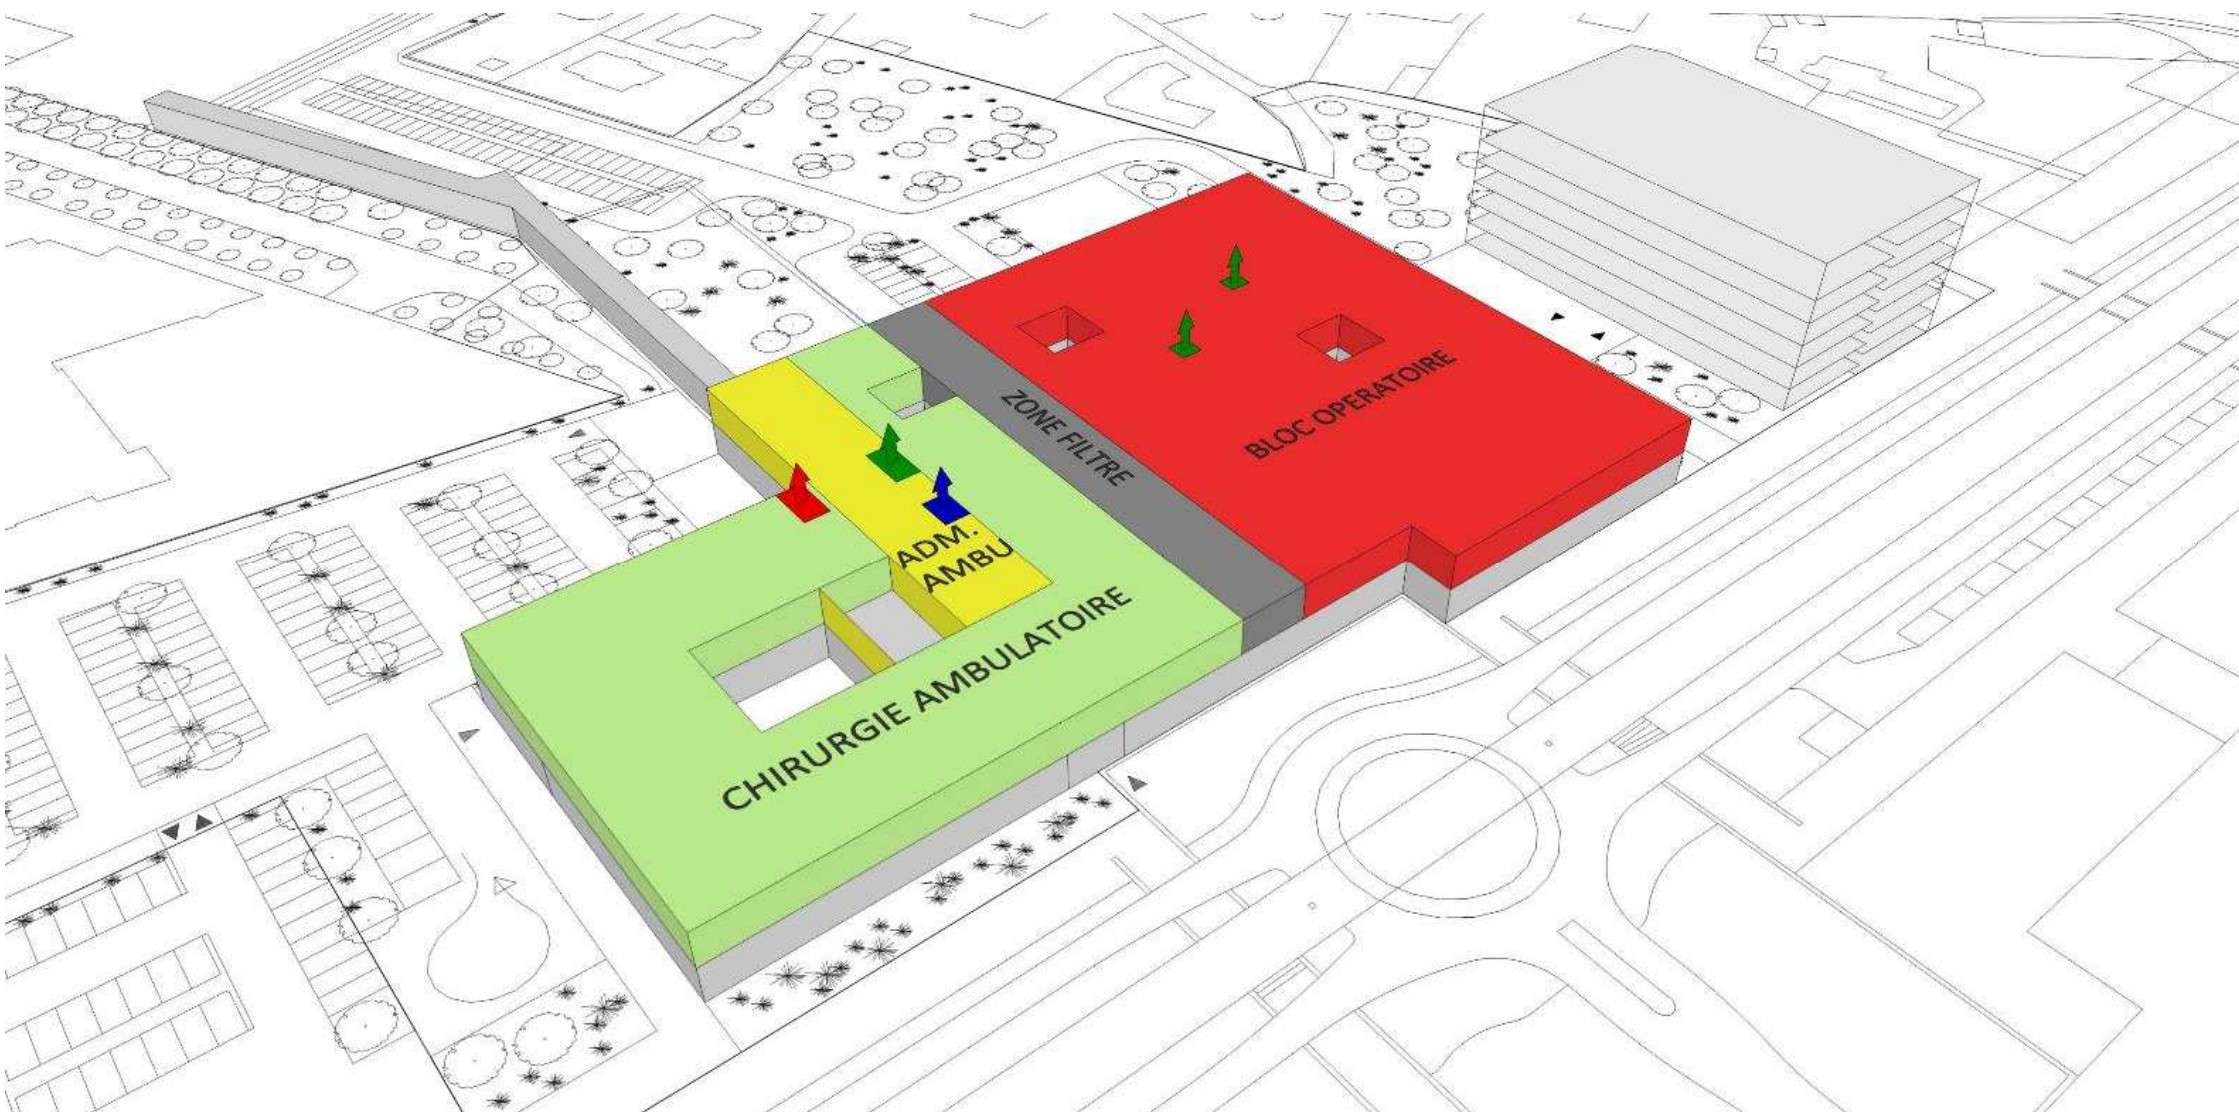 ZONE FILTRE
BLOC OPERATOIRE
ADM.
AMBU
CHIRURGIE AMBULATOIRE